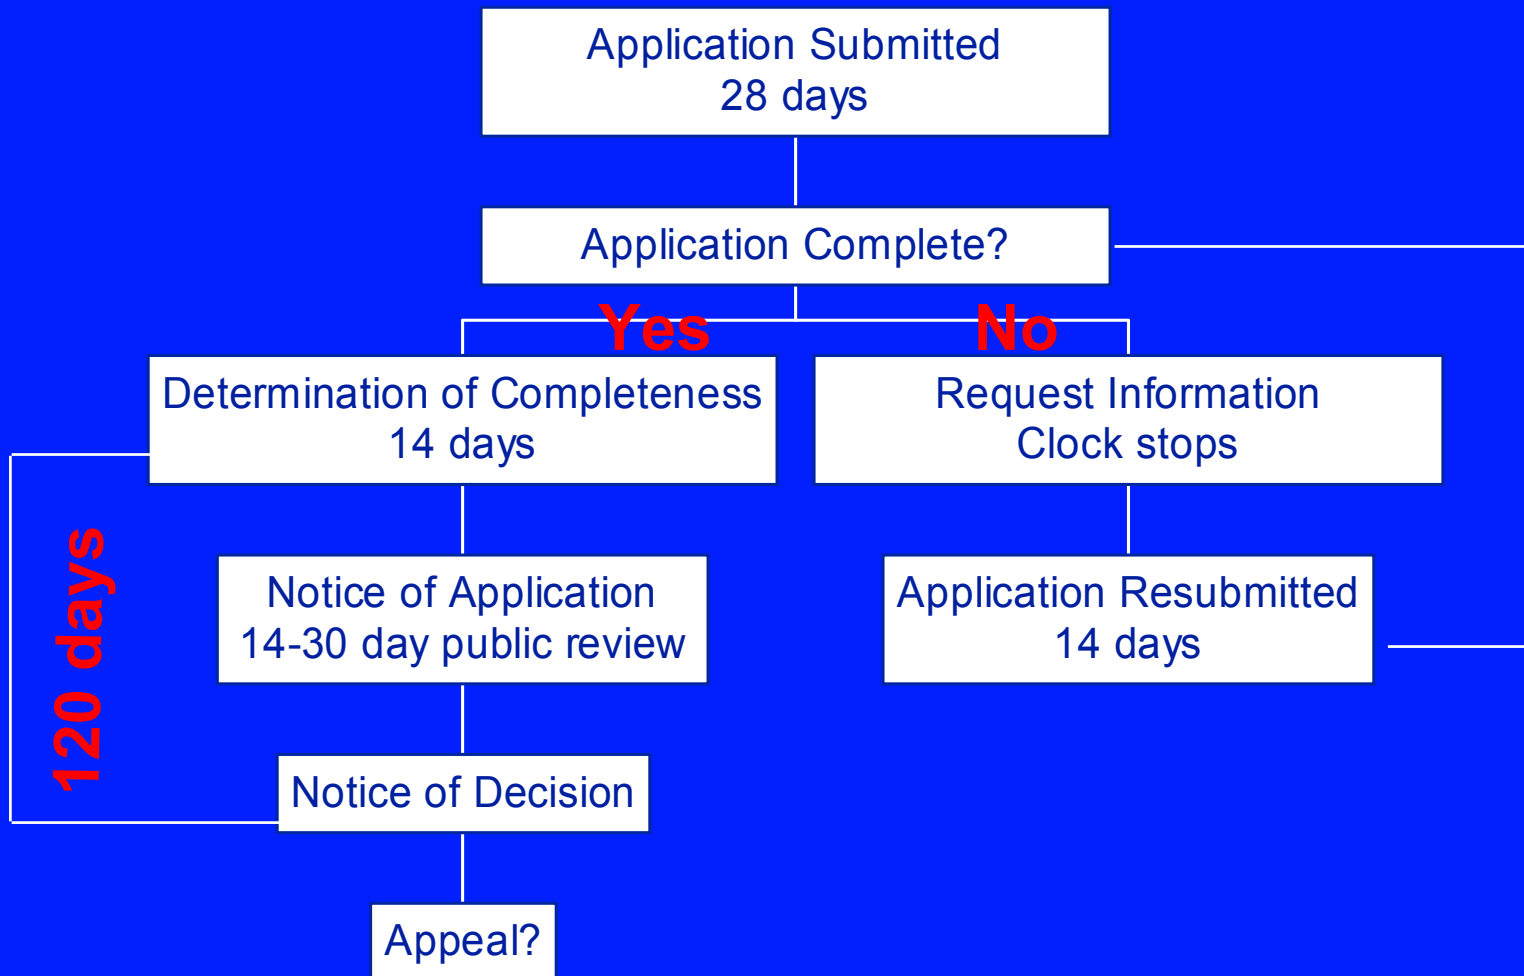 Application Submitted
28 days
Application Complete?
Yes
No
Determination of Completeness
14 days
Request Information
Clock stops
120 days
Notice of Application
14-30 day public review
Application Resubmitted
14 days
Notice of Decision
Appeal?